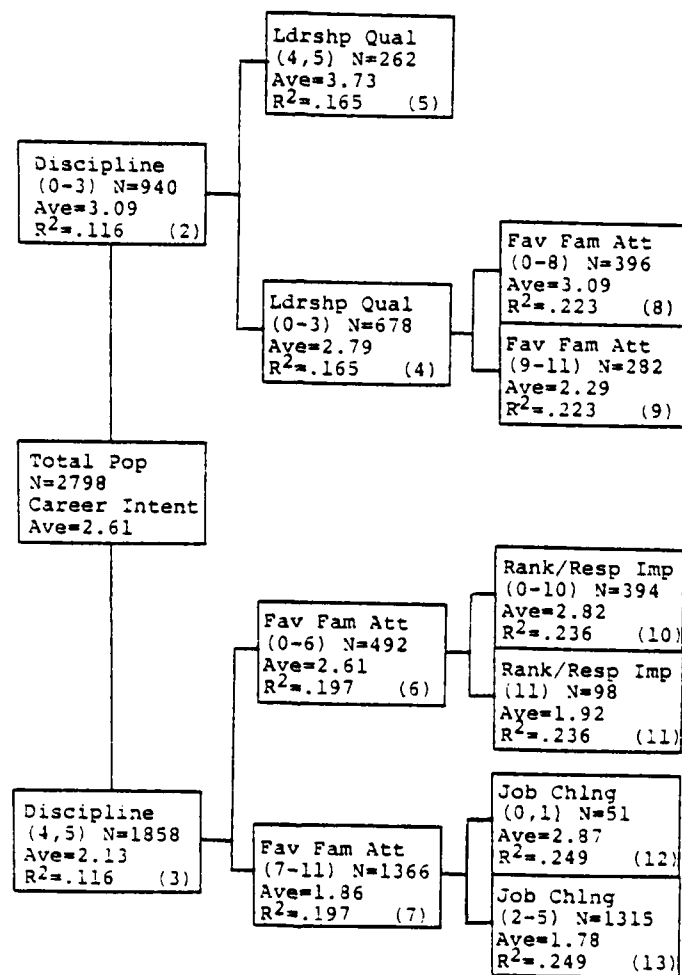 Ldrshp Qual
(4,5) N=262
Ave=3.73
R²=.165 (5)
Discipline
(0-3) N=940
Ave=3.09
R²=.116 (2)
Fav Fam Att
(0-8) N=396
Ave=3.09
R²=.223 (8)
Ldrshp Qual
(0-3) N=678
Ave=2.79
R²=.165 (4)
Fav Fam Att
(9-11) N=282
Ave=2.29
R²=.223 (9)
Total Pop
N=2798
Career Intent
Ave=2.61
Rank/Resp Imp
(0-10) N=394
Ave=2.82
R²=.236 (10)
Fav Fam Att
(0-6) N=492
Ave=2.61
R²=.197 (6)
Rank/Resp Imp
(11) N=98
Ave=1.92
R²=.236 (11)
Discipline
(4,5) N=1858
Ave=2.13
R²=.116 (3)
Job Chlng
(0,1) N=51
Ave=2.87
R²=.249 (12)
Fav Fam Att
(7-11) N=1366
Ave=1.86
R²=.197 (7)
Job Chlng
(2-5) N=1315
Ave=1.78
R²=.249 (13)